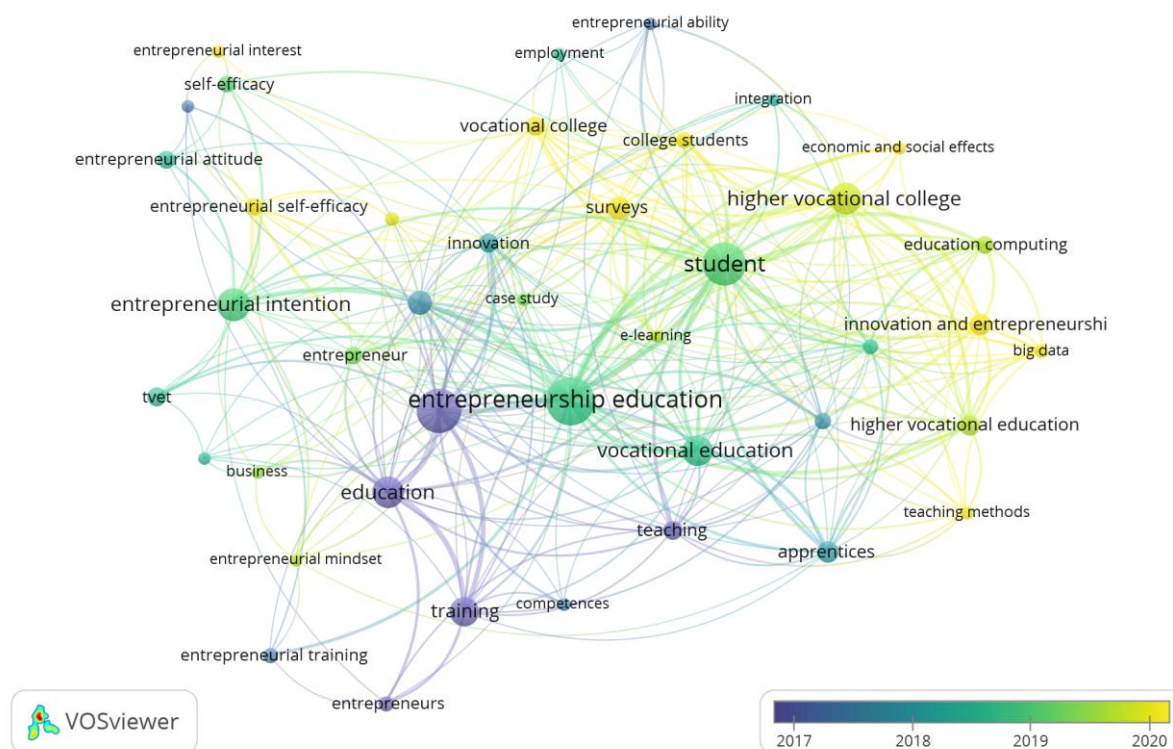 entrepreneurial ability
entrepreneurial interest
employment
self-efficacy
integration
vocational college
college students
economic and social effects
entrepreneurial attitude
higher vocational college
entrepreneurial self-efficacy
surveys
innovation
education computing
student
entrepreneurial intention
case study
innovation and entrepreneurshi
e-learning
big data
entrepreneur
tvet
entrepreneurship education
higher vocational education
vocational education
business
education
teaching methods
teaching
apprentices
entrepreneurial mindset
competences
training
entrepreneurial training
entrepreneurs
VOSviewer
2017 2018 2019 2020